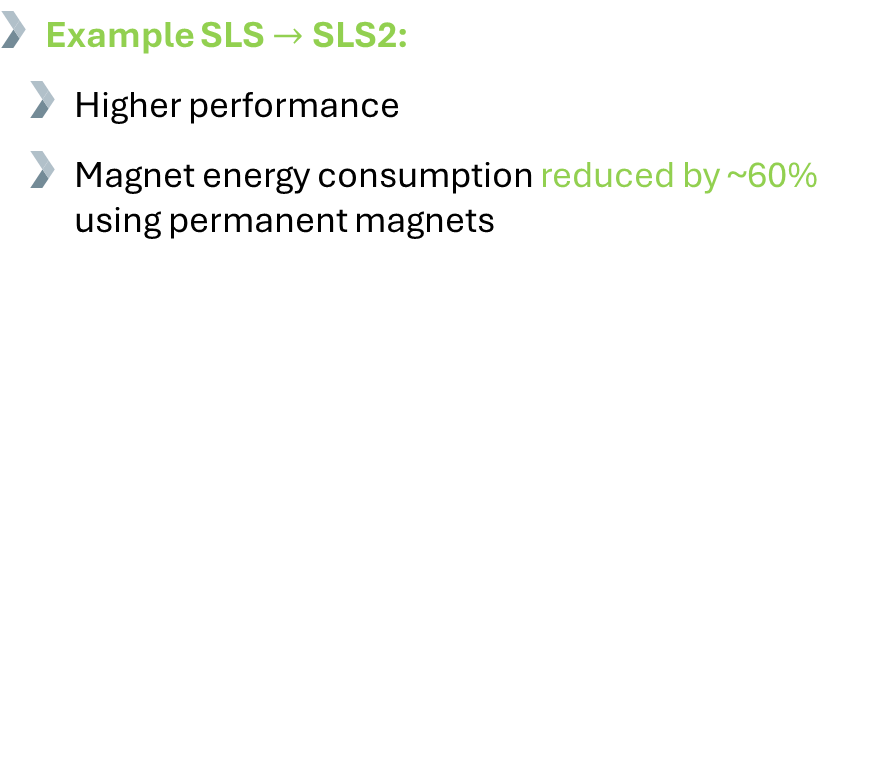 Example SLS → SLS2:
Higher performance
Magnet energy consumption reduced by ~60%
using permanent magnets